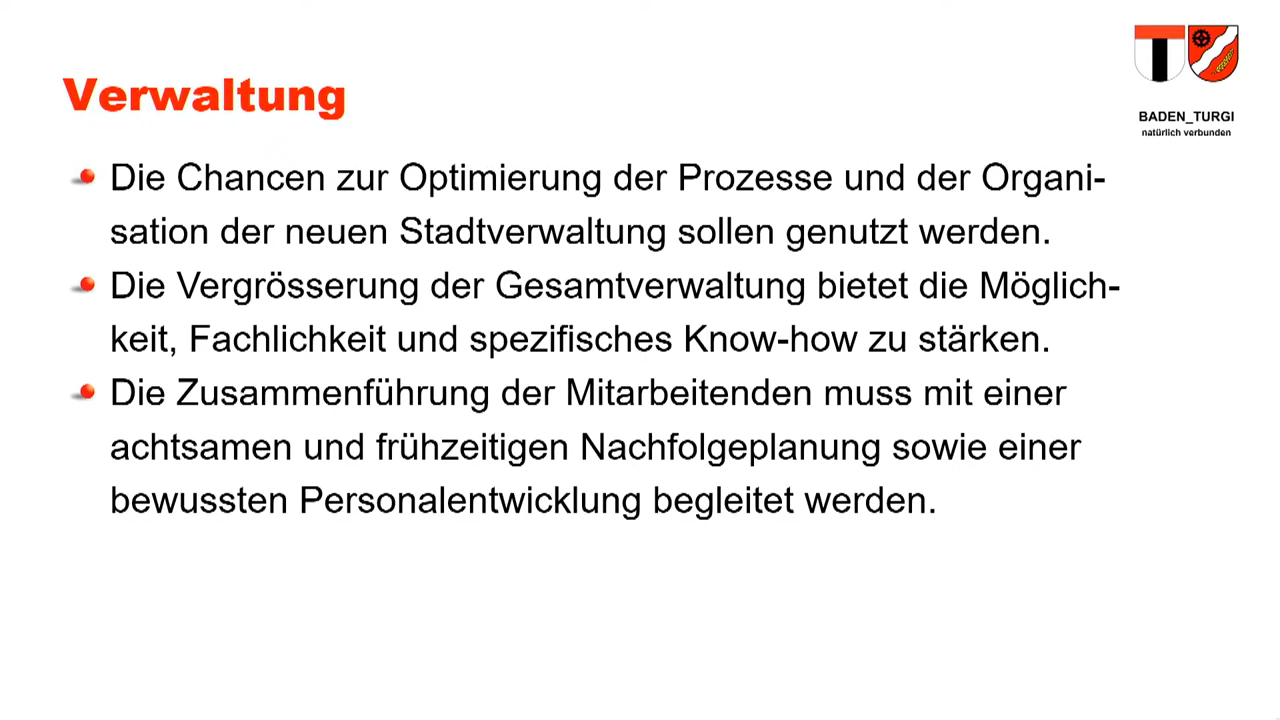 Verwaltung
BADEN_TURGI
natürlich verbunden
Die Chancen zur Optimierung der Prozesse und der Organi-
sation der neuen Stadtverwaltung sollen genutzt werden.
Die Vergrösserung der Gesamtverwaltung bietet die Möglich-
keit, Fachlichkeit und spezifisches Know-how zu stärken.
Die Zusammenführung der Mitarbeitenden muss mit einer
achtsamen und frühzeitigen Nachfolgeplanung sowie einer
bewussten Personalentwicklung begleitet werden.